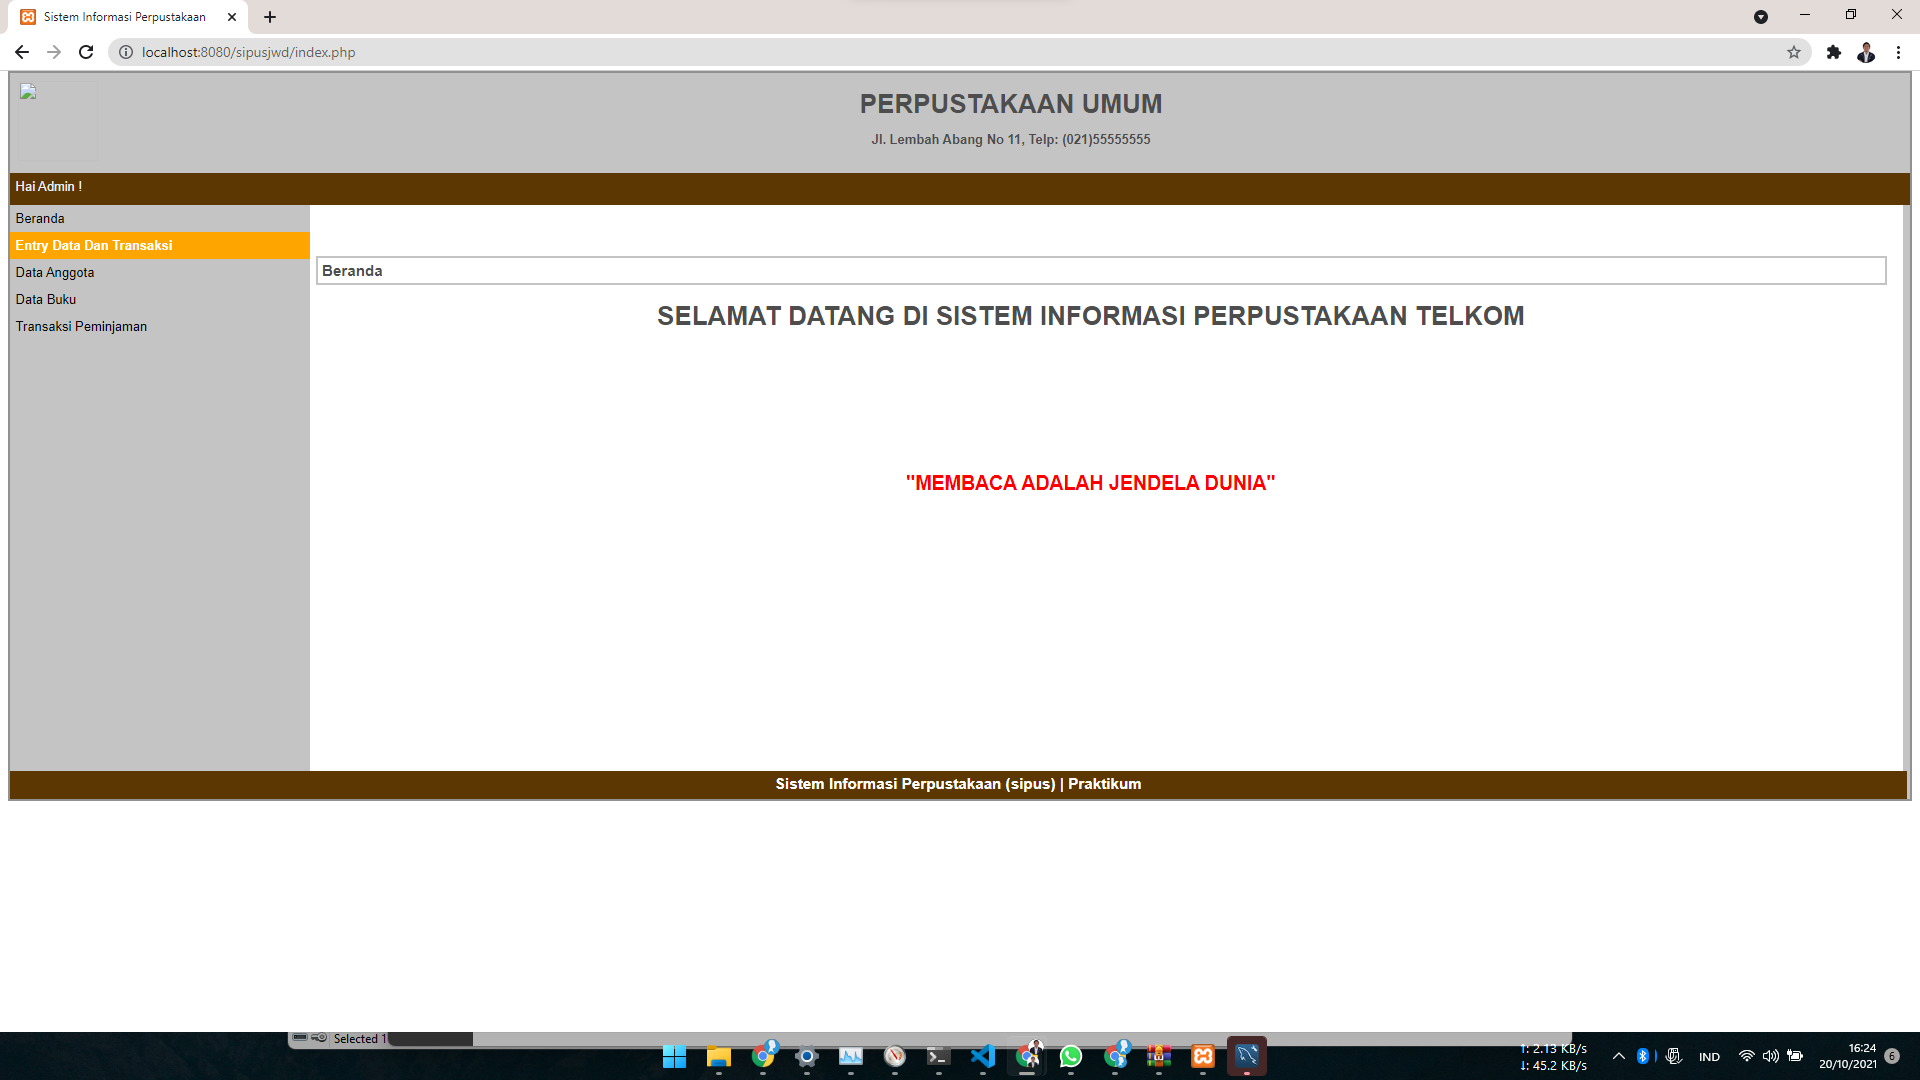 Sistem Informasi Perpustakaan
localhost:8080/sipusjwd/index.php
PERPUSTAKAAN UMUM
Jl. Lembah Abang No 11, Telp: (021)55555555
Hai Admin !
Beranda
Entry Data Dan Transaksi
Data Anggota
Data Buku
Transaksi Peminjaman
Beranda
SELAMAT DATANG DI SISTEM INFORMASI PERPUSTAKAAN TELKOM
"MEMBACA ADALAH JENDELA DUNIA"
Sistem Informasi Perpustakaan (sipus) | Praktikum
Selected 1
↑: 2.13 KB/s
↓: 45.2 KB/s
IND
16:24
20/10/2021
6